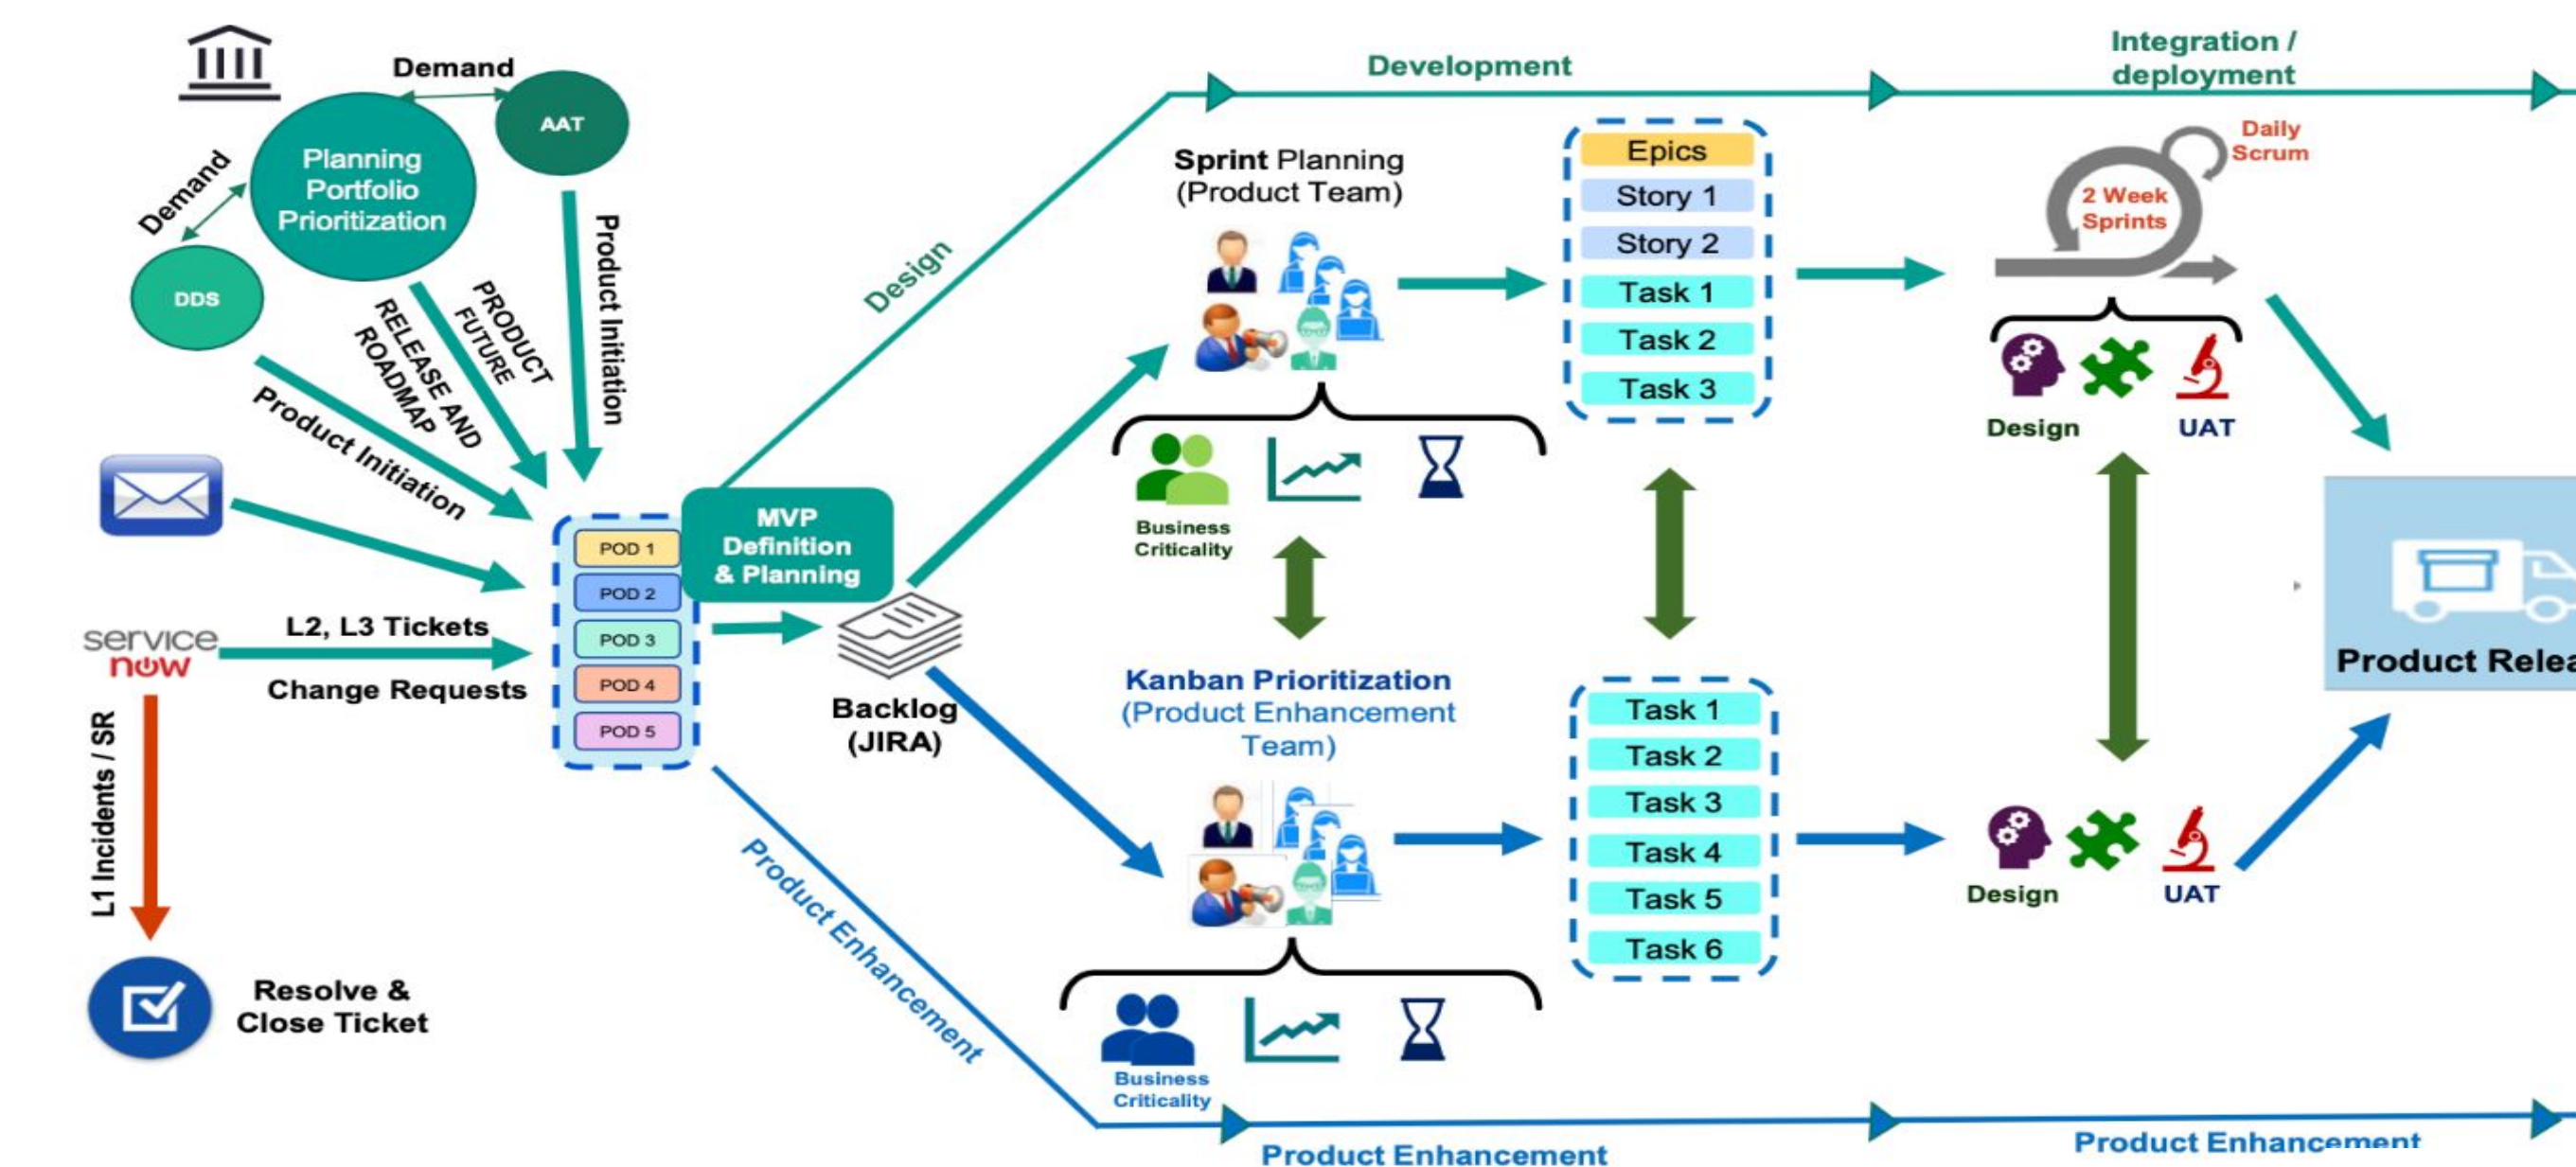 Demand
AAT
Planning
Portfolio
Prioritization
Demand
DDS
Product Initiation
RELEASE AND
ROADMAP
PRODUCT
FUTURE
Product Initiation
service
now
L2, L3 Tickets
Change Requests
L1 Incidents / SR
Resolve &
Close Ticket
POD 1
POD 2
POD 3
POD 4
POD 5
MVP
Definition
& Planning
Backlog
(JIRA)
Design
Development
Integration /
deployment
Sprint Planning
(Product Team)
Business
Criticality
Epics
Story 1
Story 2
Task 1
Task 2
Task 3
2 Week
Sprints
Daily
Scrum
Design
UAT
Product Relea
Kanban Prioritization
(Product Enhancement
Team)
Business
Criticality
Task 1
Task 2
Task 3
Task 4
Task 5
Task 6
Design
UAT
Product Enhancement
Product Enhancement
Product Enhancement